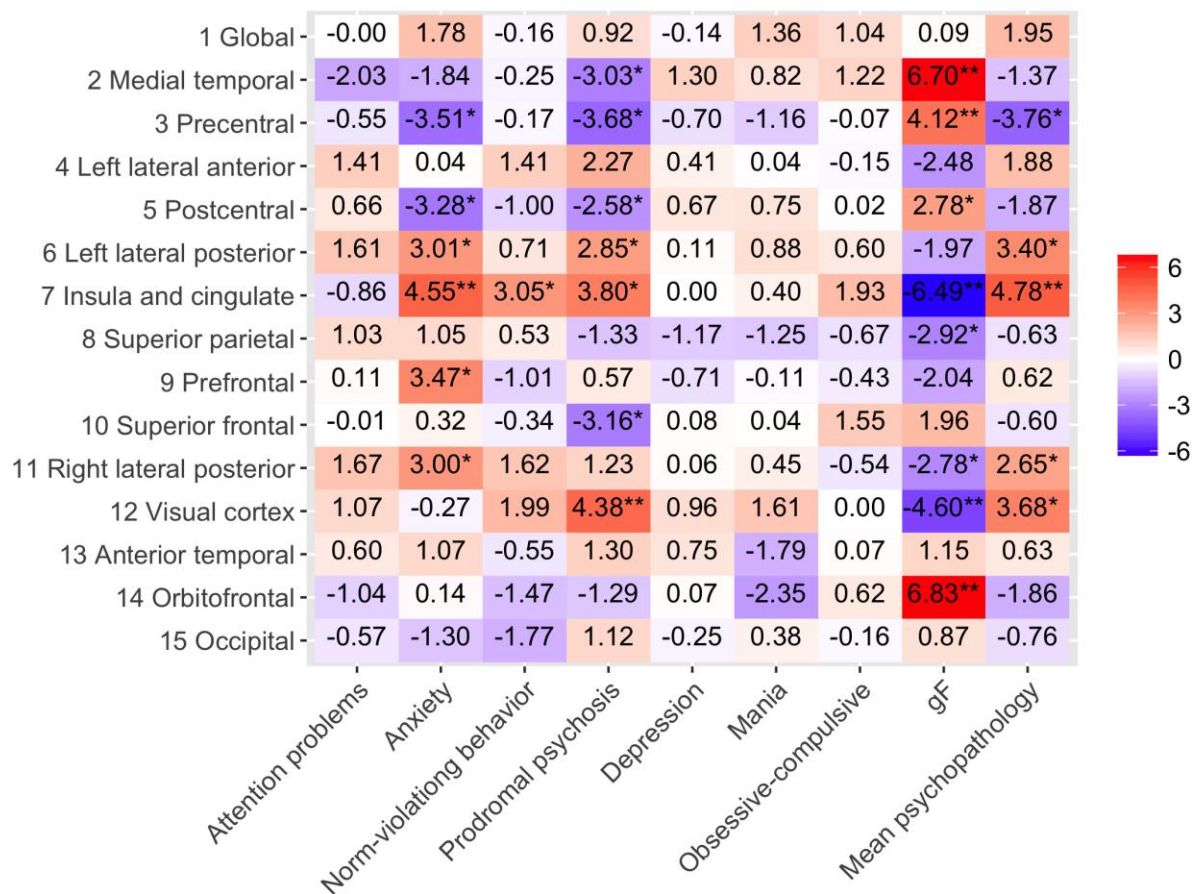 1 Global -0.00 1.78 -0.16 0.92 -0.14 1.36 1.04 0.09 1.95
2 Medial temporal -2.03 -1.84 -0.25 -3.03* 1.30 0.82 1.22 6.70** -1.37
3 Precentral -0.55 -3.51* -0.17 -3.68* -0.70 -1.16 -0.07 4.12** -3.76*
4 Left lateral anterior 1.41 0.04 1.41 2.27 0.41 0.04 -0.15 -2.48 1.88
5 Postcentral 0.66 -3.28* -1.00 -2.58* 0.67 0.75 0.02 2.78* -1.87
6 Left lateral posterior 1.61 3.01* 0.71 2.85* 0.11 0.88 0.60 -1.97 3.40*
7 Insula and cingulate -0.86 4.55** 3.05* 3.80* 0.00 0.40 1.93 -6.49** 4.78**
8 Superior parietal 1.03 1.05 0.53 -1.33 -1.17 -1.25 -0.67 -2.92* -0.63
9 Prefrontal 0.11 3.47* -1.01 0.57 -0.71 -0.11 -0.43 -2.04 0.62
10 Superior frontal -0.01 0.32 -0.34 -3.16* 0.08 0.04 1.55 1.96 -0.60
11 Right lateral posterior 1.67 3.00* 1.62 1.23 0.06 0.45 -0.54 -2.78* 2.65*
12 Visual cortex 1.07 -0.27 1.99 4.38** 0.96 1.61 0.00 -4.60** 3.68*
13 Anterior temporal 0.60 1.07 -0.55 1.30 0.75 -1.79 0.07 1.15 0.63
14 Orbitofrontal -1.04 0.14 -1.47 -1.29 0.07 -2.35 0.62 6.83** -1.86
15 Occipital -0.57 -1.30 -1.77 1.12 -0.25 0.38 -0.16 0.87 -0.76
Attention problems
Anxiety
Norm-violationg behavior
Prodromal psychosis
Depression
Mania
Obsessive-compulsive
gF
Mean psychopathology
6
3
0
-3
-6